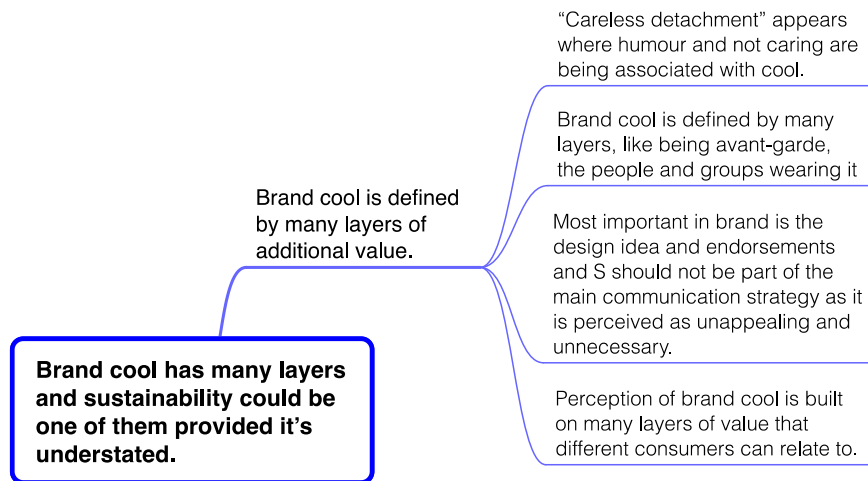 “Careless detachment” appears
where humour and not caring are
being associated with cool.
Brand cool is defined by many
layers, like being avant-garde,
the people and groups wearing it
Brand cool is defined
by many layers of
additional value.
Most important in brand is the
design idea and endorsements
and S should not be part of the
main communication strategy as it
is perceived as unappealing and
unnecessary.
Brand cool has many layers
and sustainability could be
one of them provided it’s
understated.
Perception of brand cool is built
on many layers of value that
different consumers can relate to.